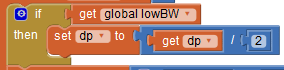 if get global lowBW
then set dp to get dp / 2